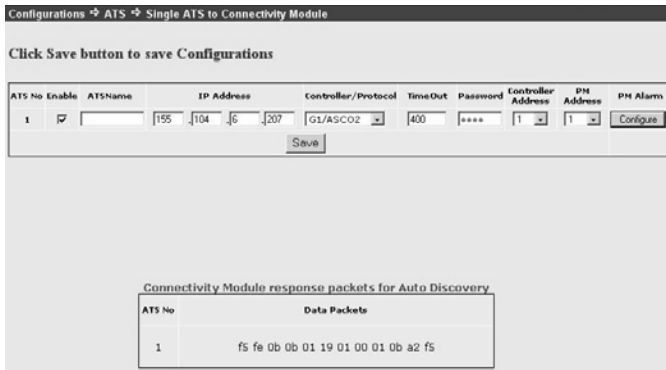 Configurations ➪ ATS ➪ Single ATS to Connectivity Module
Click Save button to save Configurations
ATS No Enable ATSName IP Address Controller/Protocol TimeOut Password Controller Address PM Address PM Alarm
1 155 .104 .6 .207 G1/ASCO2 400 **** 1 1 Configure
Save
Connectivity Module response packets for Auto Discovery
ATS No Data Packets
1 f5 fe 0b 0b 01 19 01 00 01 0b a2 f5